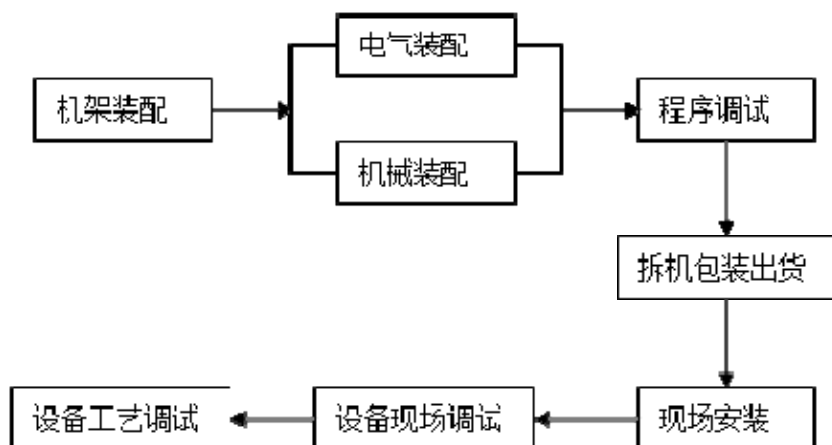 电气装配
机架装配
程序调试
机械装配
拆机包装出货
设备工艺调试
设备现场调试
现场安装